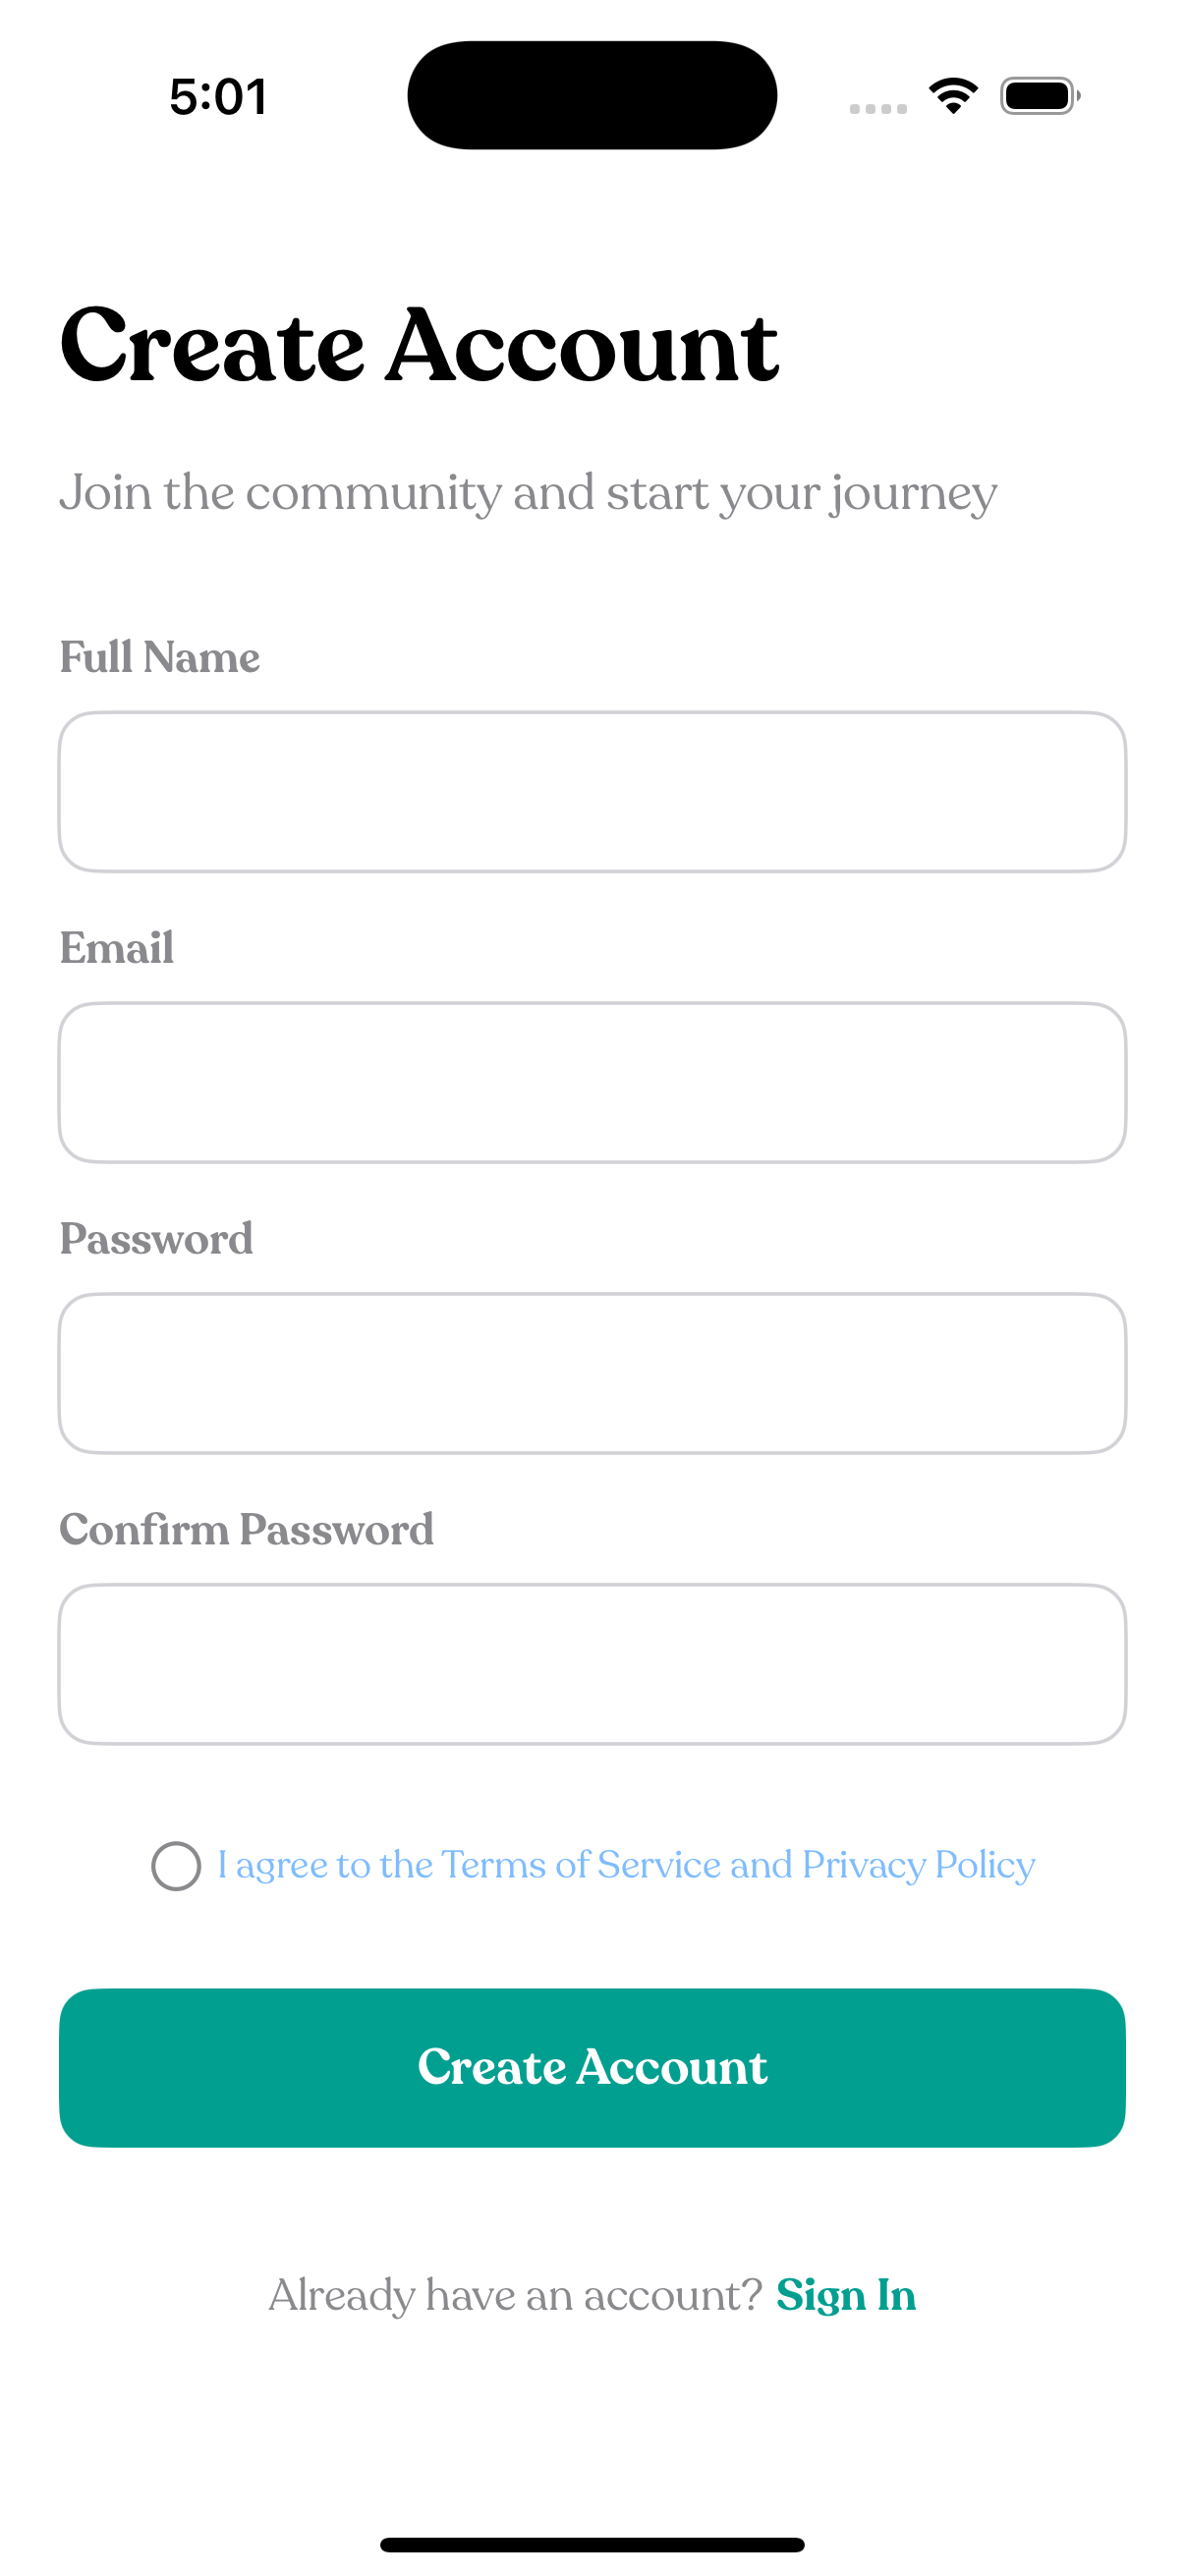 5:01
Create Account
Join the community and start your journey
Full Name
Email
Password
Confirm Password
I agree to the Terms of Service and Privacy Policy
Create Account
Already have an account? Sign In